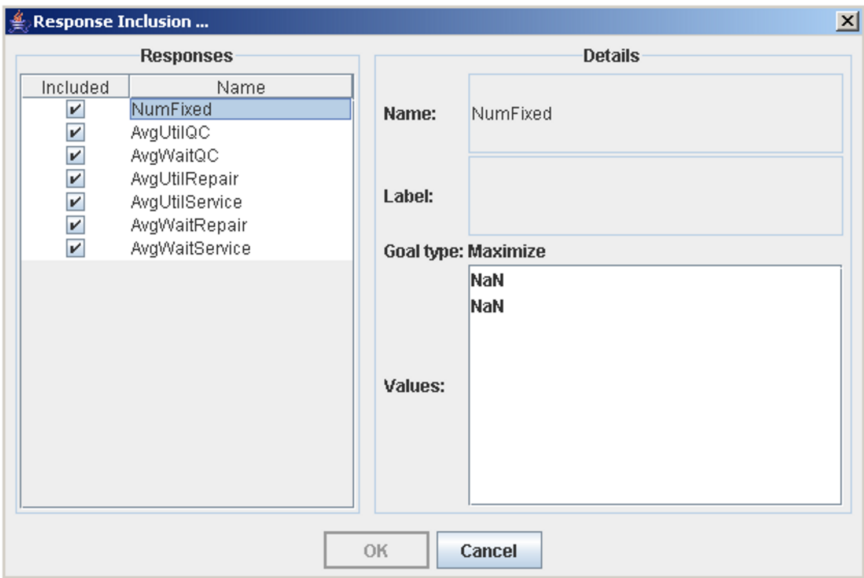 Response Inclusion ...
Responses
Included Name
NumFixed
AvgUtilQC
AvgWaitQC
AvgUtilRepair
AvgUtilService
AvgWaitRepair
AvgWaitService
Details
Name: NumFixed
Label:
Goal type: Maximize
Values:
NaN
NaN
OK Cancel